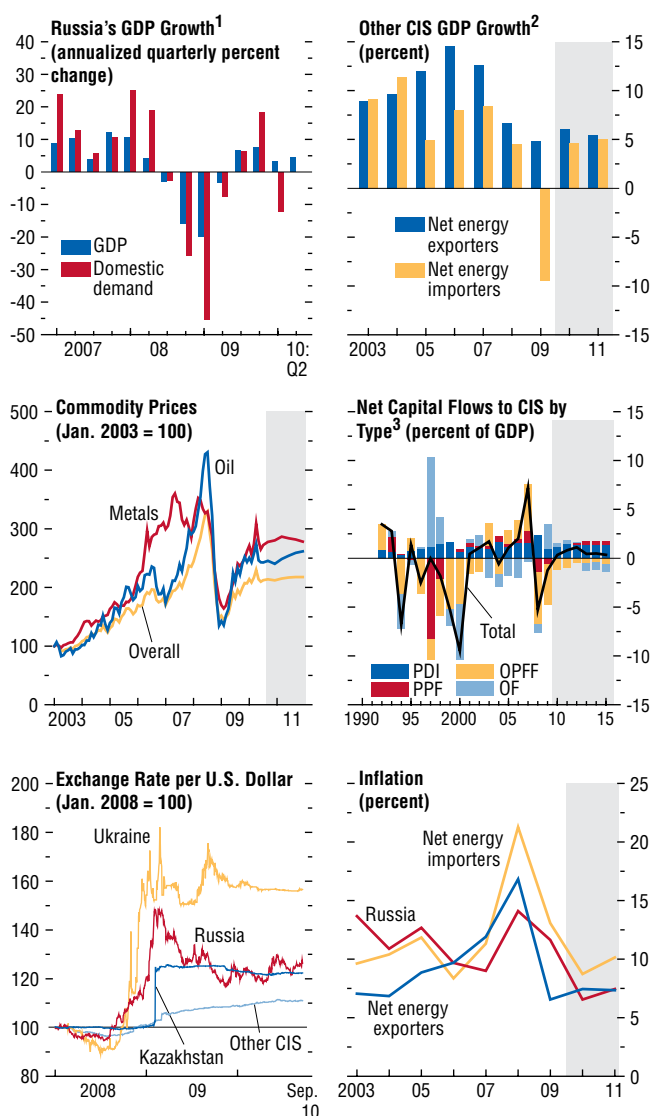 Russia's GDP Growth1
(annualized quarterly percent
change)
40
30
20
10
0
-10
-20
-30
-40
-50
GDP
Domestic
demand
2007
08
09
10:
Q2
Other CIS GDP Growth2
(percent)
15
10
5
0
-5
-10
-15
Net energy
exporters
Net energy
importers
2003
05
07
09
11
Commodity Prices
(Jan. 2003 = 100)
500
400
300
200
100
0
Oil
Metals
Overall
2003
05
07
09
11
Net Capital Flows to CIS by
Type3 (percent of GDP)
15
10
5
0
-5
-10
-15
Total
PDI
OPFF
PPF
OF
1990
95
2000
05
10
15
Exchange Rate per U.S. Dollar
(Jan. 2008 = 100)
200
180
160
140
120
100
80
Ukraine
Russia
Other CIS
Kazakhstan
2008
09
Sep.
10
Inflation
(percent)
25
20
15
10
5
0
Net energy
importers
Russia
Net energy
exporters
2003
05
07
09
11